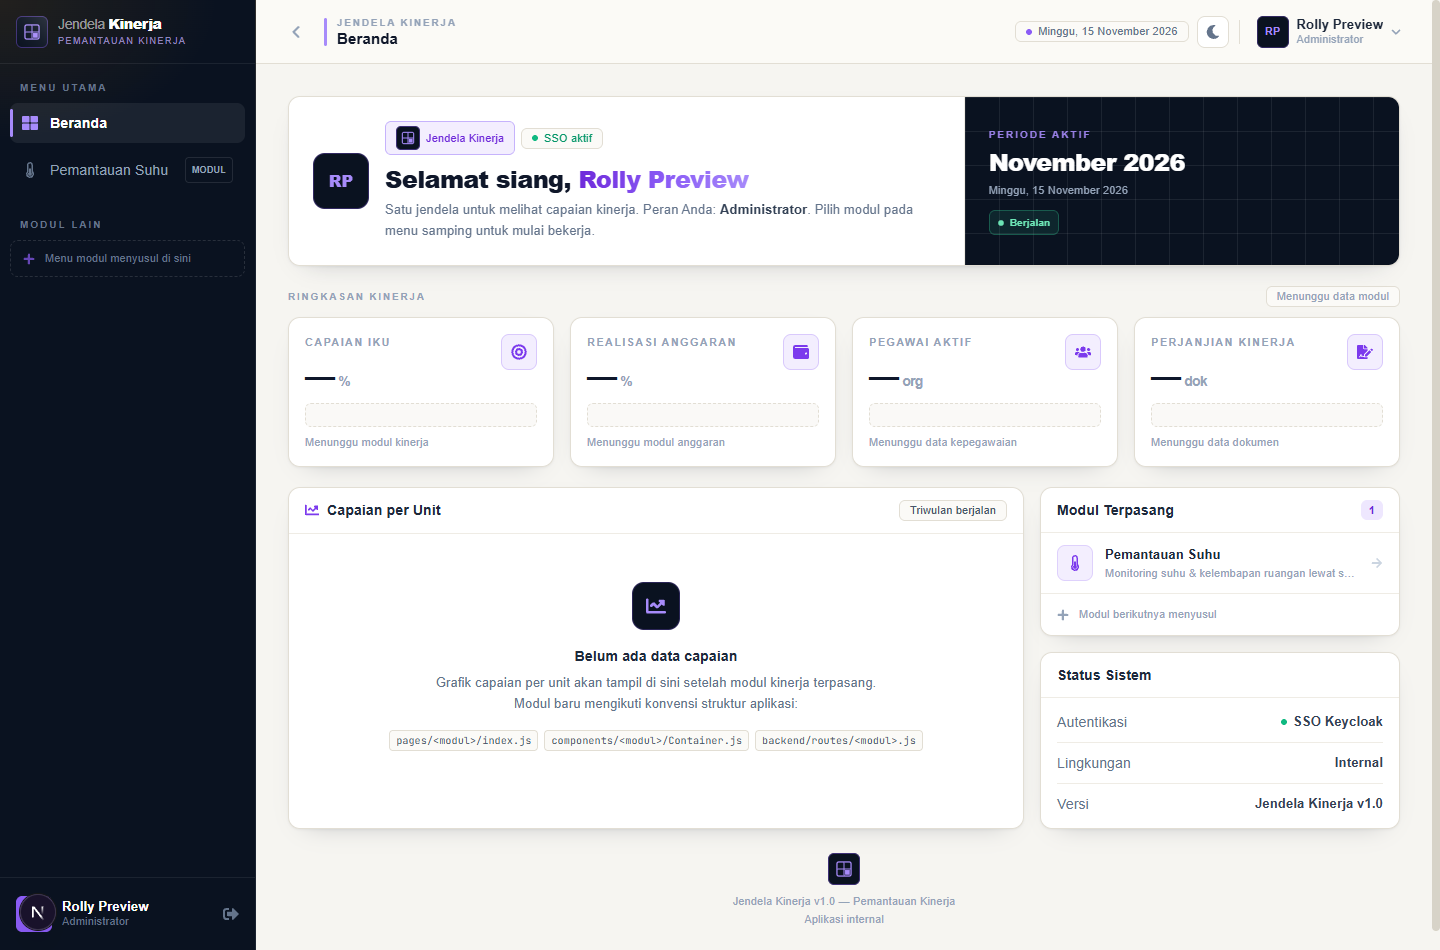 Jendela Kinerja
PEMANTAUAN KINERJA
MENU UTAMA
Beranda
Pemantauan Suhu MODUL
MODUL LAIN
Menu modul menyusul di sini
N
Rolly Preview
Administrator
JENDELA KINERJA
Beranda
Minggu, 15 November 2026
RP
Rolly Preview
Administrator
Jendela Kinerja
SSO aktif
RP
Selamat siang, Rolly Preview
Satu jendela untuk melihat capaian kinerja. Peran Anda: Administrator. Pilih modul pada
menu samping untuk mulai bekerja.
PERIODE AKTIF
November 2026
Minggu, 15 November 2026
Berjalan
RINGKASAN KINERJA
Menunggu data modul
CAPAIAN IKU
— %
Menunggu modul kinerja
REALISASI ANGGARAN
— %
Menunggu modul anggaran
PEGAWAI AKTIF
— org
Menunggu data kepegawaian
PERJANJIAN KINERJA
— dok
Menunggu data dokumen
Capaian per Unit
Triwulan berjalan
Belum ada data capaian
Grafik capaian per unit akan tampil di sini setelah modul kinerja terpasang.
Modul baru mengikuti konvensi struktur aplikasi:
pages/<modul>/index.js components/<modul>/Container.js backend/routes/<modul>.js
Modul Terpasang 1
Pemantauan Suhu
Monitoring suhu & kelembapan ruangan lewat s...
Modul berikutnya menyusul
Status Sistem
Autentikasi SSO Keycloak
Lingkungan Internal
Versi Jendela Kinerja v1.0
Jendela Kinerja v1.0 — Pemantauan Kinerja
Aplikasi internal